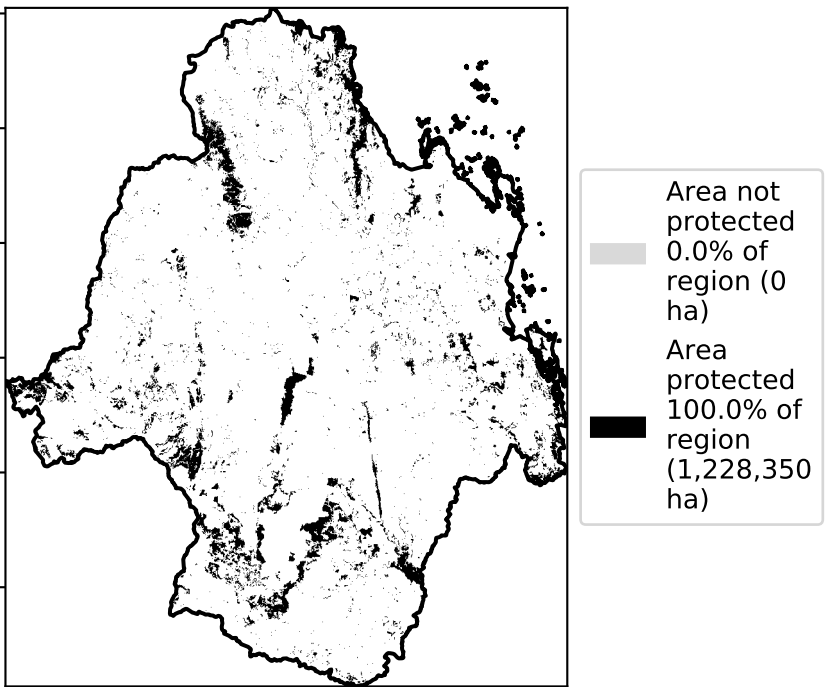 Area not
protected
0.0% of
region (0
ha)
Area
protected
100.0% of
region
(1,228,350
ha)